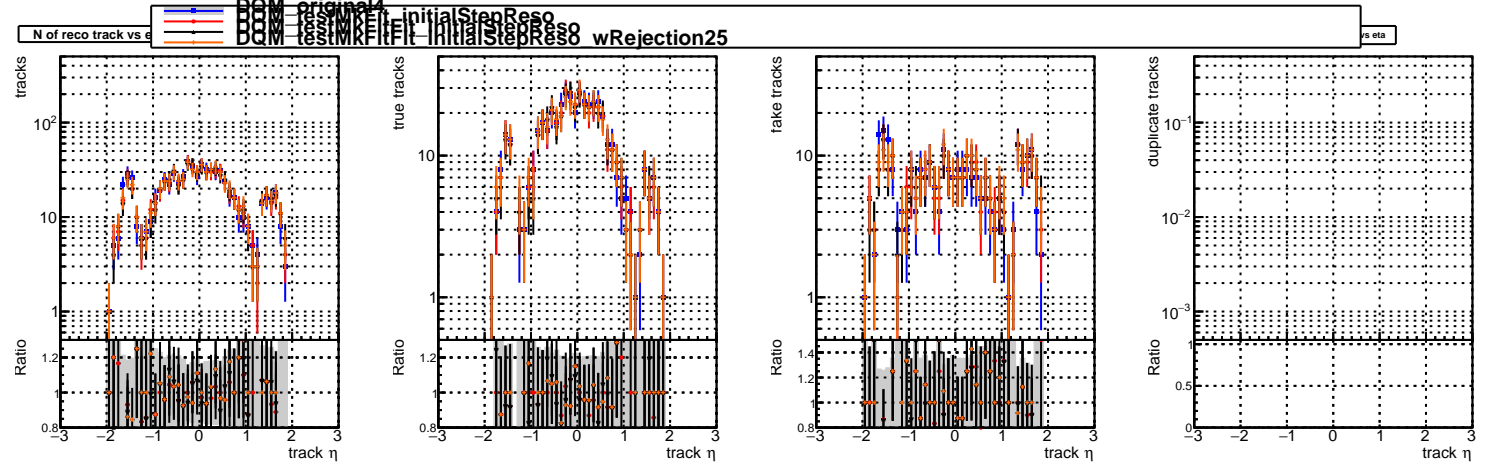 DQM_original4
DQM_testMkFit_initialStepReso
DQM_testMkFitFit_initialStepReso
DQM_testMkFitFit_initialStepReso_wRejection25
N of reco track vs e
vs eta
tracks
10²
10
1
Ratio
1.2
1
0.8
−3 −2 −1 0 1 2 3
track η
true tracks
10
1
Ratio
1.2
1
0.8
−3 −2 −1 0 1 2 3
track η
fake tracks
10
1
Ratio
1.4
1.2
1
0.8
−3 −2 −1 0 1 2 3
track η
duplicate tracks
10⁻¹
10⁻²
10⁻³
Ratio
1
0.5
0
−3 −2 −1 0 1 2 3
track η